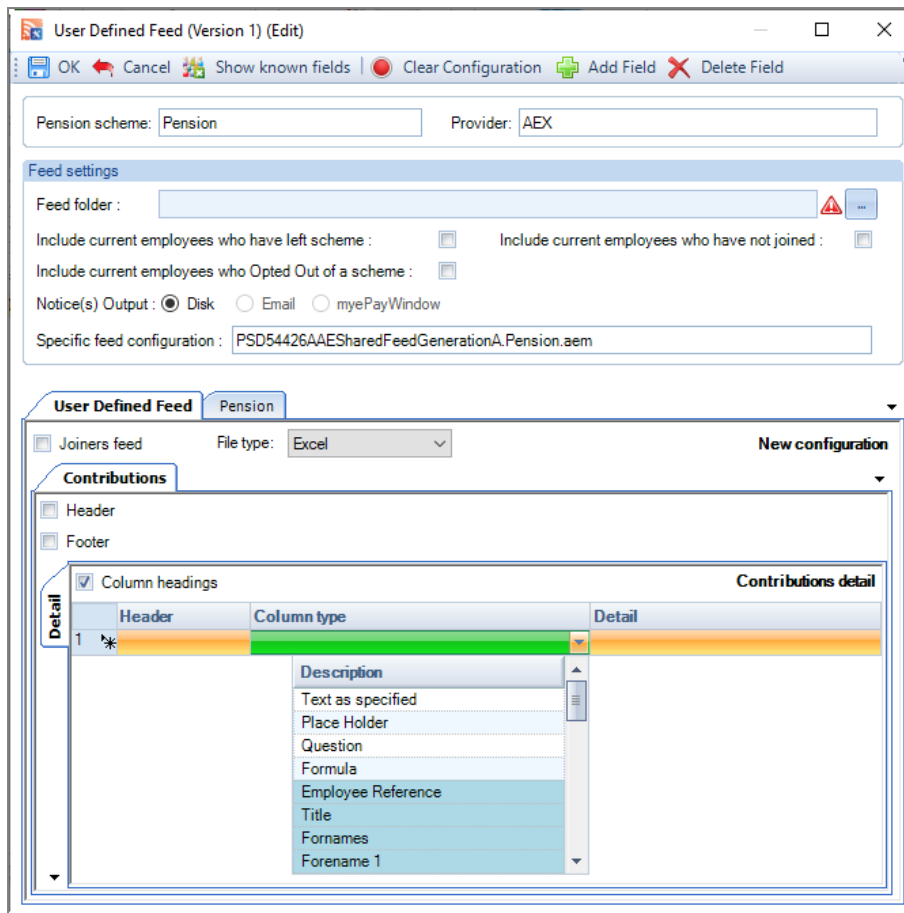 User Defined Feed (Version 1) (Edit)
OK Cancel Show known fields Clear Configuration Add Field Delete Field
Pension scheme: Pension Provider: AEX
Feed settings
Feed folder : ...
Include current employees who have left scheme : Include current employees who have not joined :
Include current employees who Opted Out of a scheme :
Notice(s) Output : Disk Email myePayWindow
Specific feed configuration : PSD54426AAESharedFeedGenerationA.Pension.aem
User Defined Feed Pension
Joiners feed File type: Excel New configuration
Contributions
Header
Footer
Detail
Column headings Contributions detail
Header Column type Detail
1
Description
Text as specified
Place Holder
Question
Formula
Employee Reference
Title
Fornames
Forename 1